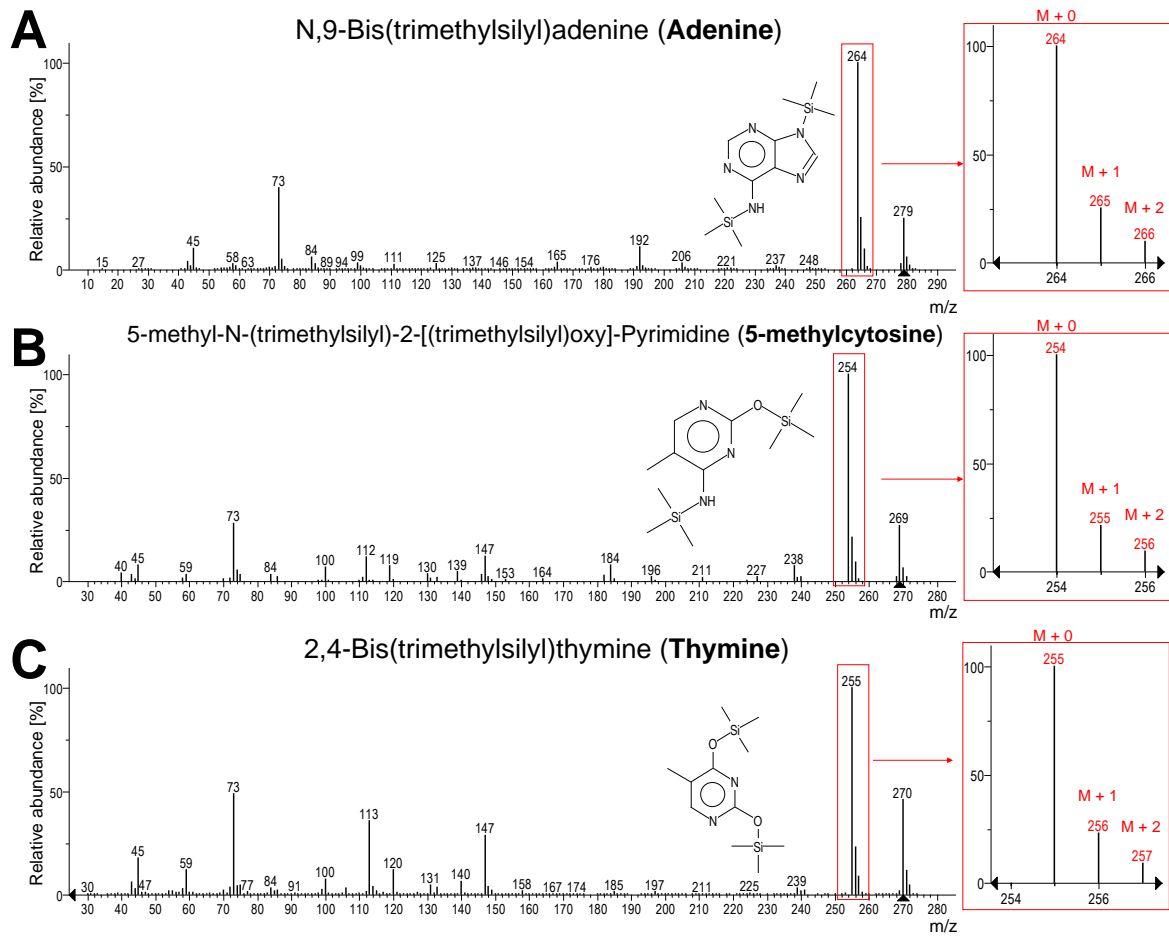 A
N,9-Bis(trimethylsilyl)adenine (Adenine)
Relative abundance [%]
100
50
0
15 27 45 58 63 73 84 89 94 99 111 125 137 146 154 165 176 192 206 221 237 248 264 279
10 20 30 40 50 60 70 80 90 100 110 120 130 140 150 160 170 180 190 200 210 220 230 240 250 260 270 280 290
m/z
N
N
N
N
Si
Si
NH
M + 0
264
M + 1
265
M + 2
266
100
50
0
264 266
B
5-methyl-N-(trimethylsilyl)-2-[(trimethylsilyl)oxy]-Pyrimidine (5-methylcytosine)
Relative abundance [%]
100
50
0
40 45 59 73 84 100 112 119 130 139 147 153 164 184 196 211 227 238 254 269
30 40 50 60 70 80 90 100 110 120 130 140 150 160 170 180 190 200 210 220 230 240 250 260 270 280
m/z
N
O
Si
N
NH
Si
M + 0
254
M + 1
255
M + 2
256
100
50
0
254 256
C
2,4-Bis(trimethylsilyl)thymine (Thymine)
Relative abundance [%]
100
50
0
30 45 47 59 73 77 84 91 100 113 120 131 140 147 158 167 174 185 197 211 225 239 255 270
30 40 50 60 70 80 90 100 110 120 130 140 150 160 170 180 190 200 210 220 230 240 250 260 270 280
m/z
Si
O
N
N
O
Si
M + 0
255
M + 1
256
M + 2
257
100
50
0
254 256